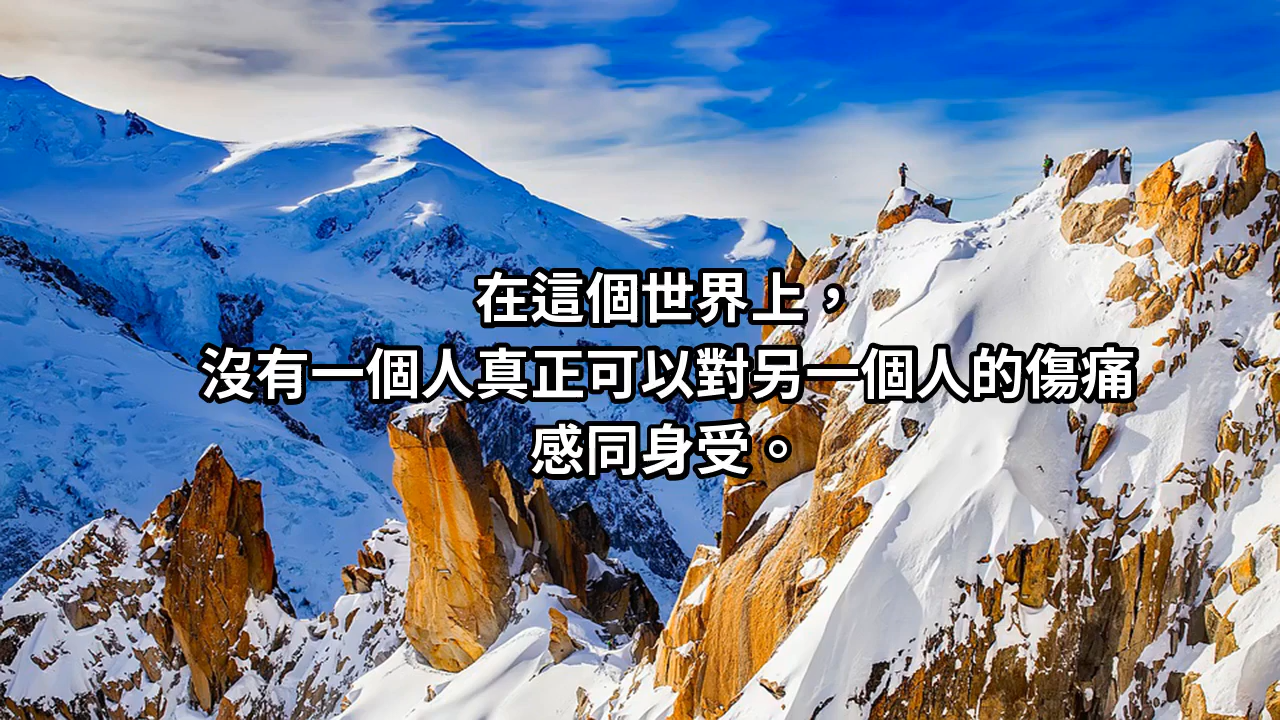 在這個世界上，
沒有一個人真正可以對另一個人的傷痛
感同身受。